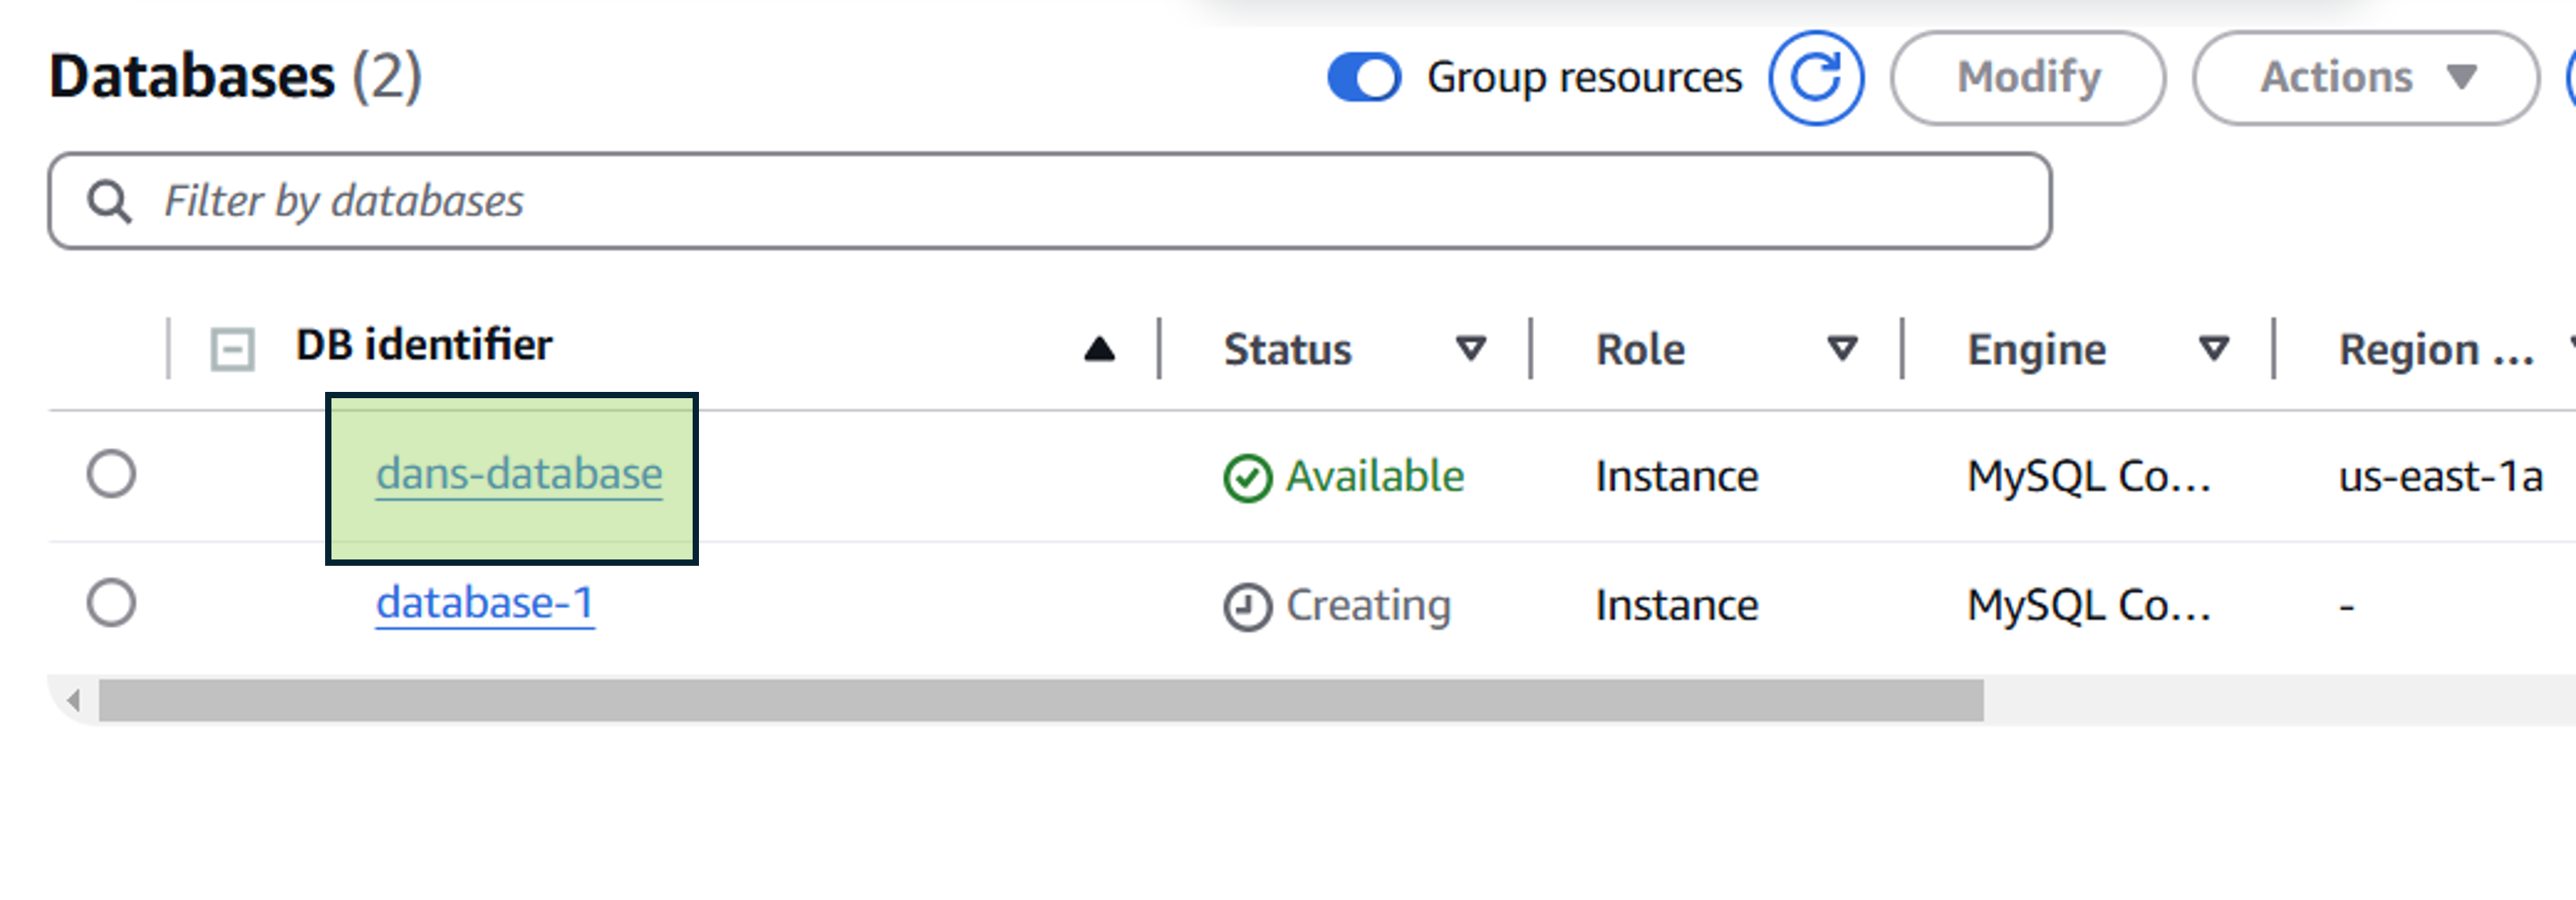 Databases (2)
Group resources
Modify
Actions
Filter by databases
DB identifier
Status
Role
Engine
Region ...
dans-database
Available
Instance
MySQL Co...
us-east-1a
database-1
Creating
Instance
MySQL Co...
-